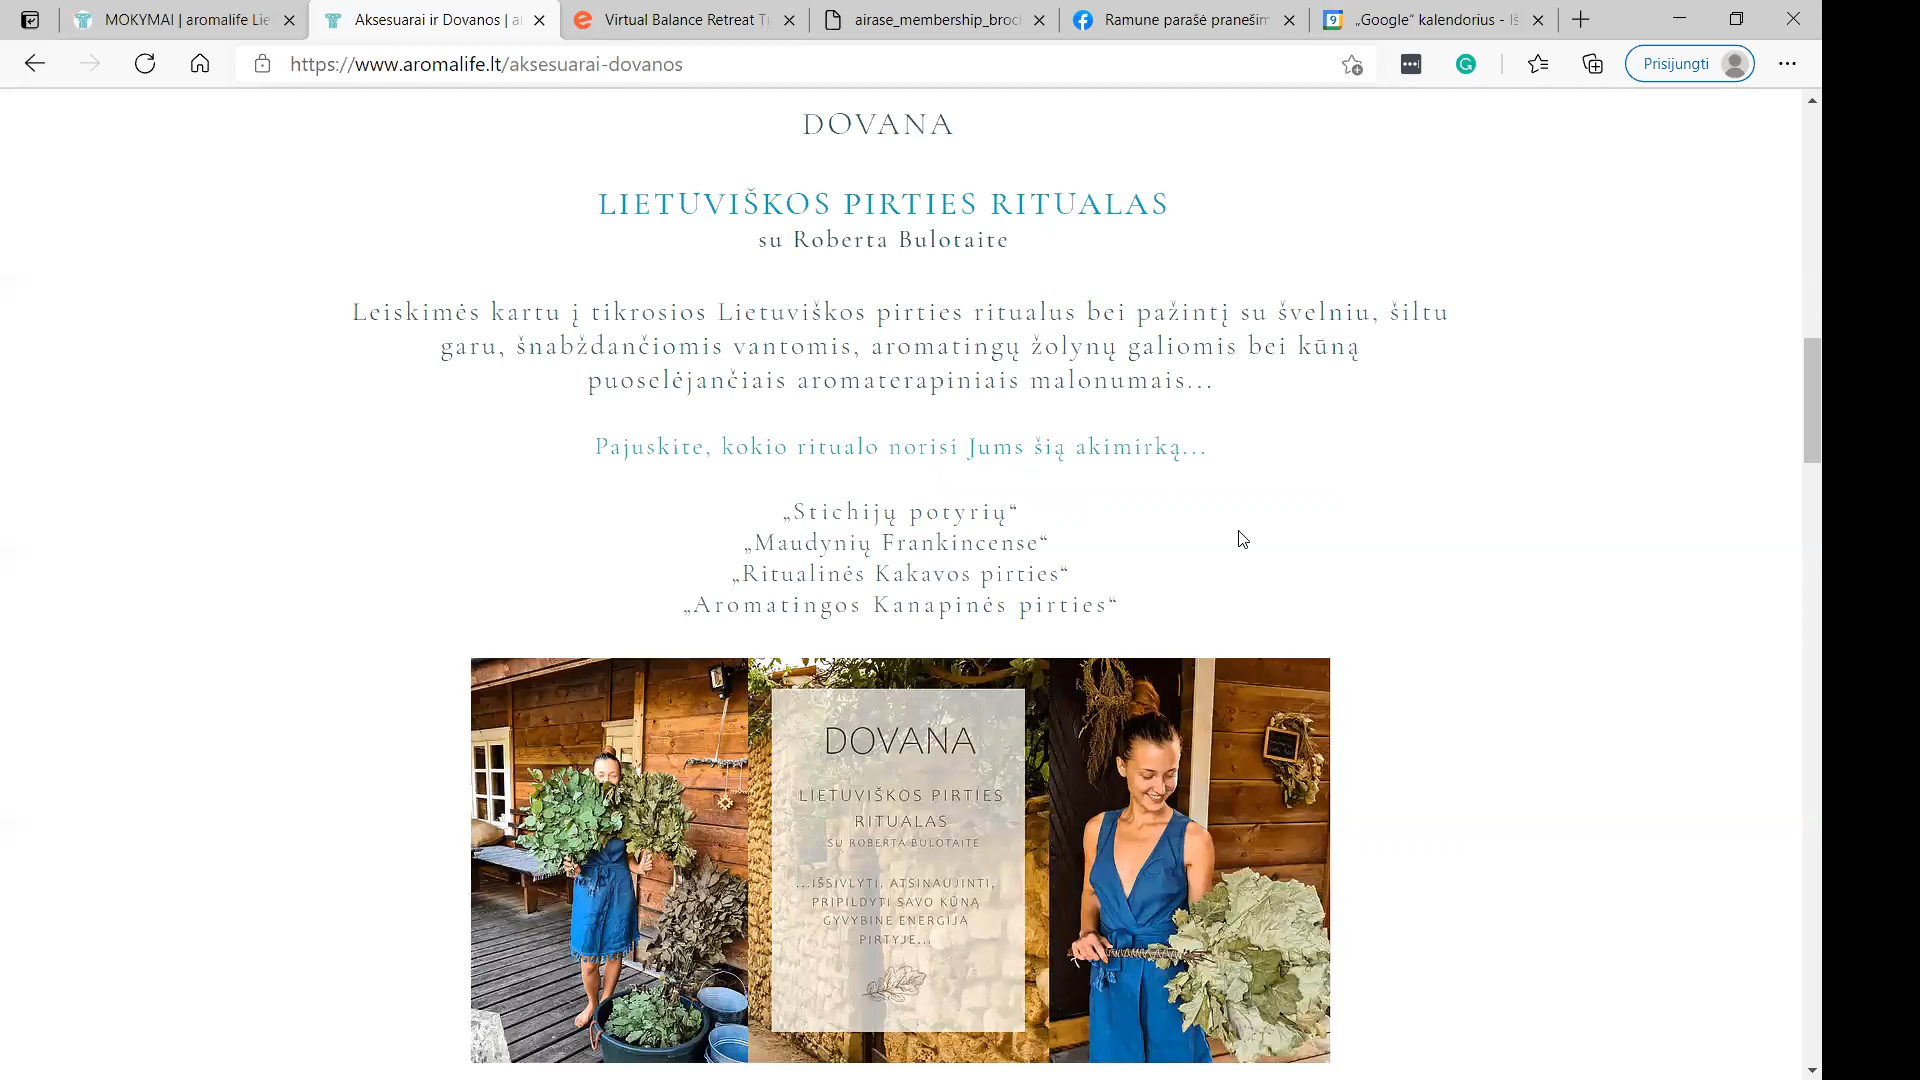 MOKYMAI | aromalife Lie
Aksesuarai ir Dovanos | a
Virtual Balance Retreat T
airase_membership_broc
Ramune parašė pranešim
„Google“ kalendorius - Iš
https://www.aromalife.lt/aksesuarai-dovanos
Prisijungti
DOVANA
LIETUVIŠKOS PIRTIES RITUALAS
su Roberta Bulotaite
Leiskimės kartu į tikrosios Lietuviškos pirties ritualus bei pažintį su švelniu, šiltu
garu, šnabždančiomis vantomis, aromatingų žolynų galiomis bei kūną
puoselėjančiais aromaterapiniais malonumais...
Pajuskite, kokio ritualo norisi Jums šią akimirką...
„Stichijų potyrių“
„Maudynių Frankincense“
„Ritualinės Kakavos pirties“
„Aromatingos Kanapinės pirties“
DOVANA
LIETUVIŠKOS PIRTIES
RITUALAS
SU ROBERTA BULOTAITE
...IŠSIVLYTI, ATSINAUJINTI,
PRIPILDYTI SAVO KŪNĄ
GYVYBINE ENERGIJA
PIRTYJE...